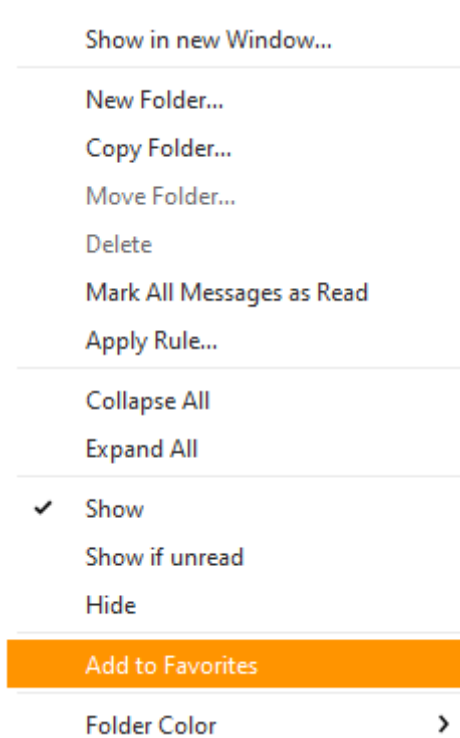 Show in new Window...
New Folder...
Copy Folder...
Move Folder...
Delete
Mark All Messages as Read
Apply Rule...
Collapse All
Expand All
Show
Show if unread
Hide
Add to Favorites
Folder Color